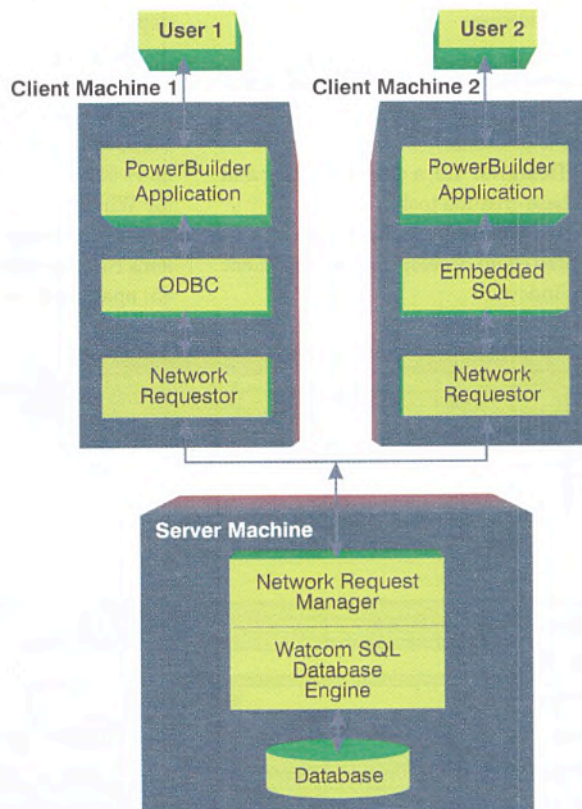 User 1
User 2
Client Machine 1
Client Machine 2
PowerBuilder
Application
PowerBuilder
Application
ODBC
Embedded
SQL
Network
Requestor
Network
Requestor
Server Machine
Network Request
Manager
Watcom SQL
Database
Engine
Database